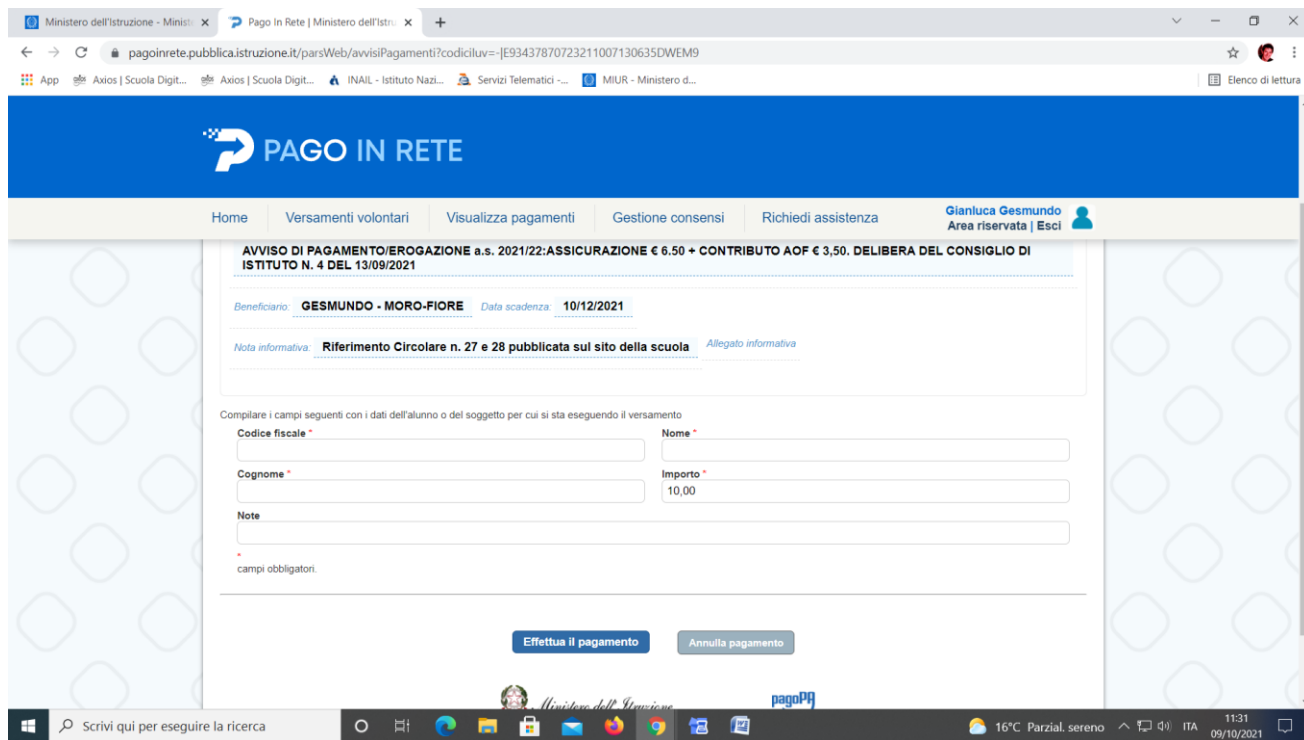 Ministero dell'Istruzione - Ministe
Pago In Rete | Ministero dell'Istru
pagoinrete.pubblica.istruzione.it/parsWeb/avvisiPagamenti?codiciIuv=-|E93437870723211007130635DWEM9
App
Axios | Scuola Digit...
Axios | Scuola Digit...
INAIL - Istituto Nazi...
Servizi Telematici -...
MIUR - Ministero d...
Elenco di lettura
PAGO IN RETE
Home
Versamenti volontari
Visualizza pagamenti
Gestione consensi
Richiedi assistenza
Gianluca Gesmundo
Area riservata | Esci
AVVISO DI PAGAMENTO/EROGAZIONE a.s. 2021/22:ASSICURAZIONE € 6.50 + CONTRIBUTO AOF € 3,50. DELIBERA DEL CONSIGLIO DI
ISTITUTO N. 4 DEL 13/09/2021
Beneficiario: GESMUNDO - MORO-FIORE Data scadenza: 10/12/2021
Nota informativa: Riferimento Circolare n. 27 e 28 pubblicata sul sito della scuola Allegato informativa
Compilare i campi seguenti con i dati dell'alunno o del soggetto per cui si sta eseguendo il versamento
Codice fiscale *
Nome *
Cognome *
Importo *
10,00
Note
*
campi obbligatori.
Effettua il pagamento
Annulla pagamento
Ministero dell'Istruzione
pagoPA
Scrivi qui per eseguire la ricerca
16°C Parzial. sereno
ITA
11:31
09/10/2021